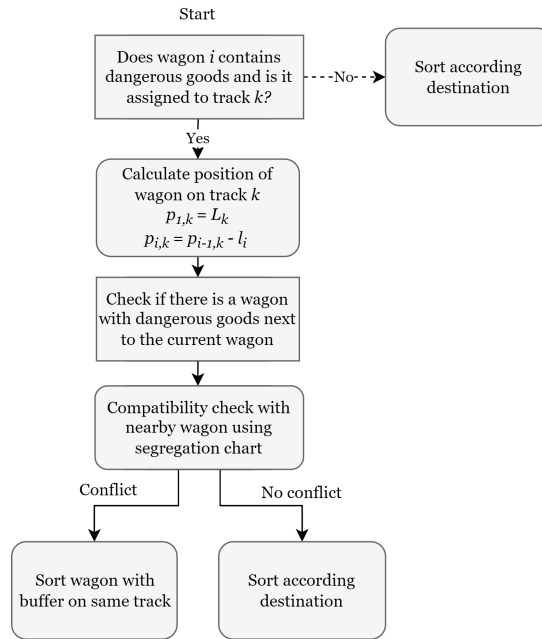 Start
Does wagon i contains
dangerous goods and is it
assigned to track k?
No
Sort according
destination
Yes
Calculate position of
wagon on track k
p1,k = Lk
pi,k = pi-1,k - li
Check if there is a wagon
with dangerous goods next
to the current wagon
Compatibility check with
nearby wagon using
segregation chart
Conflict
No conflict
Sort wagon with
buffer on same track
Sort according
destination